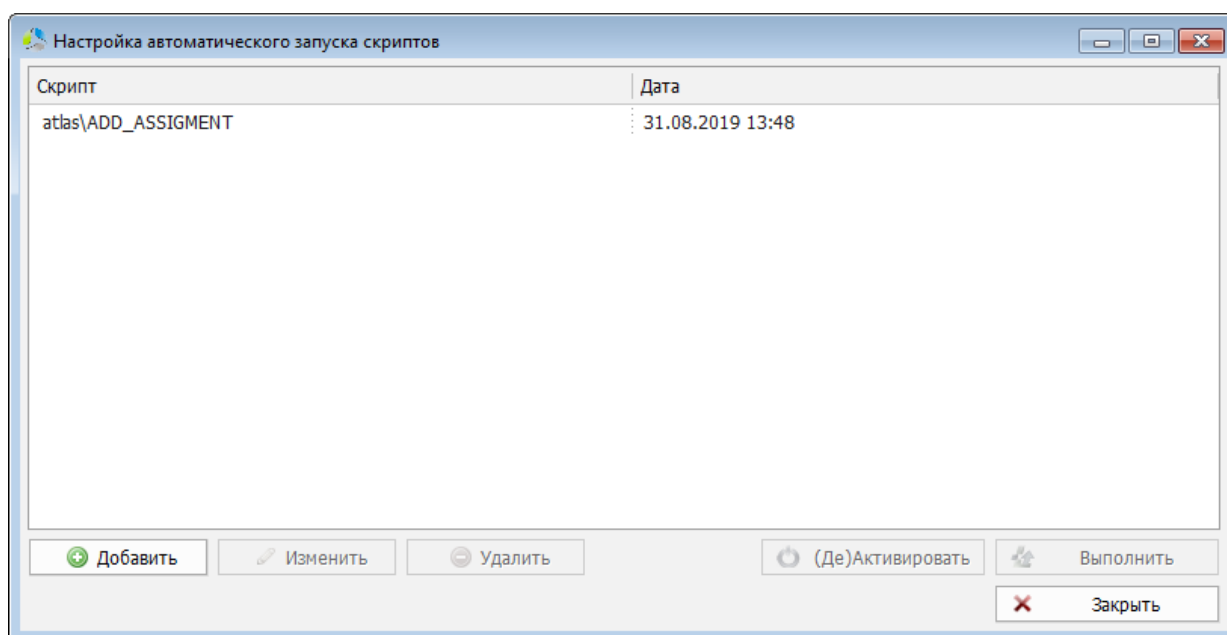 Настройка автоматического запуска скриптов
Скрипт Дата
atlas\ADD_ASSIGMENT 31.08.2019 13:48
Добавить Изменить Удалить (Де)Активировать Выполнить
Закрыть